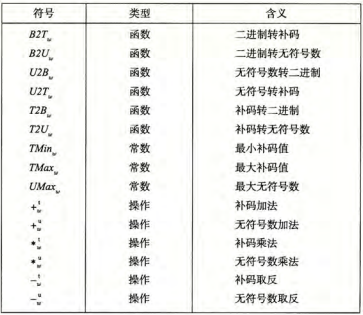 符号 类型 含义
B2T_w 函数 二进制转补码
B2U_w 函数 二进制转无符号数
U2B_w 函数 无符号数转二进制
U2T_w 函数 无符号转补码
T2B_w 函数 补码转二进制
T2U_w 函数 补码转无符号数
TMin_w 常数 最小补码值
TMax_w 常数 最大补码值
UMax_w 常数 最大无符号数
+^t_w 操作 补码加法
+^u_w 操作 无符号数加法
*^t_w 操作 补码乘法
*^u_w 操作 无符号数乘法
-^t_w 操作 补码取反
-^u_w 操作 无符号数取反